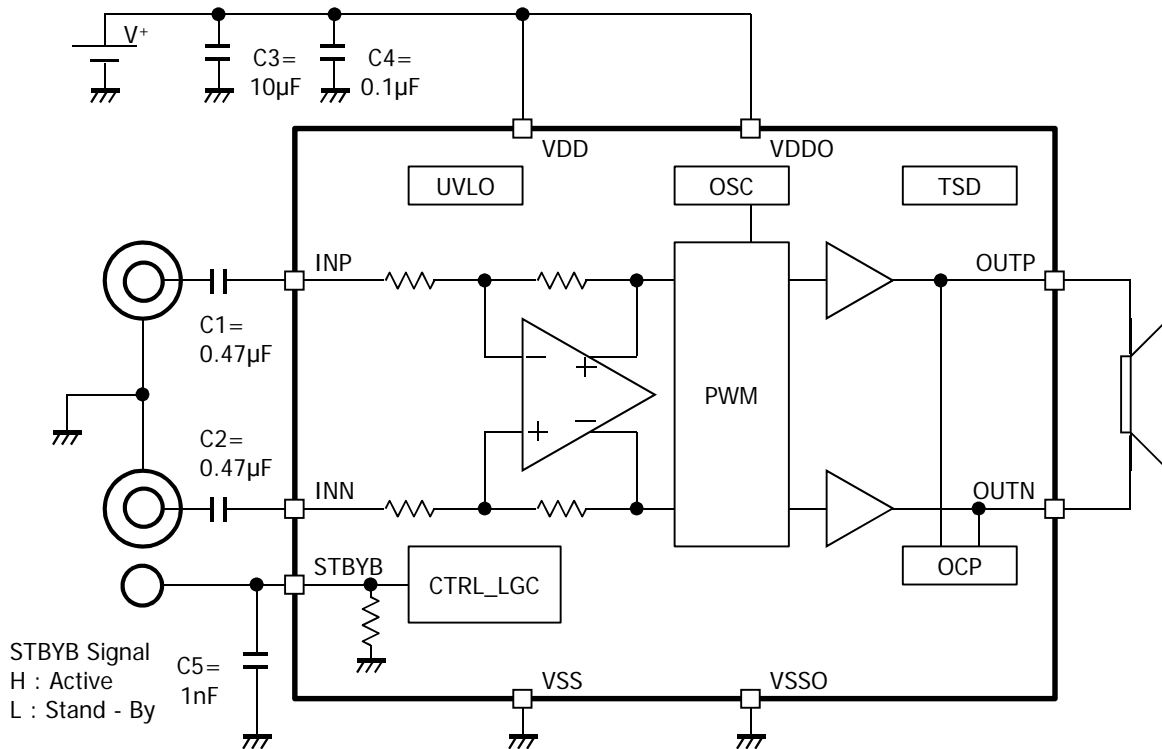 V+
C3=
10µF
C4=
0.1µF
VDD
VDDO
UVLO
OSC
TSD
INP
OUTP
C1=
0.47µF
−
+
PWM
+
−
C2=
0.47µF
INN
OUTN
STBYB
CTRL_LGC
OCP
STBYB Signal
H : Active
L : Stand - By
C5=
1nF
VSS
VSSO